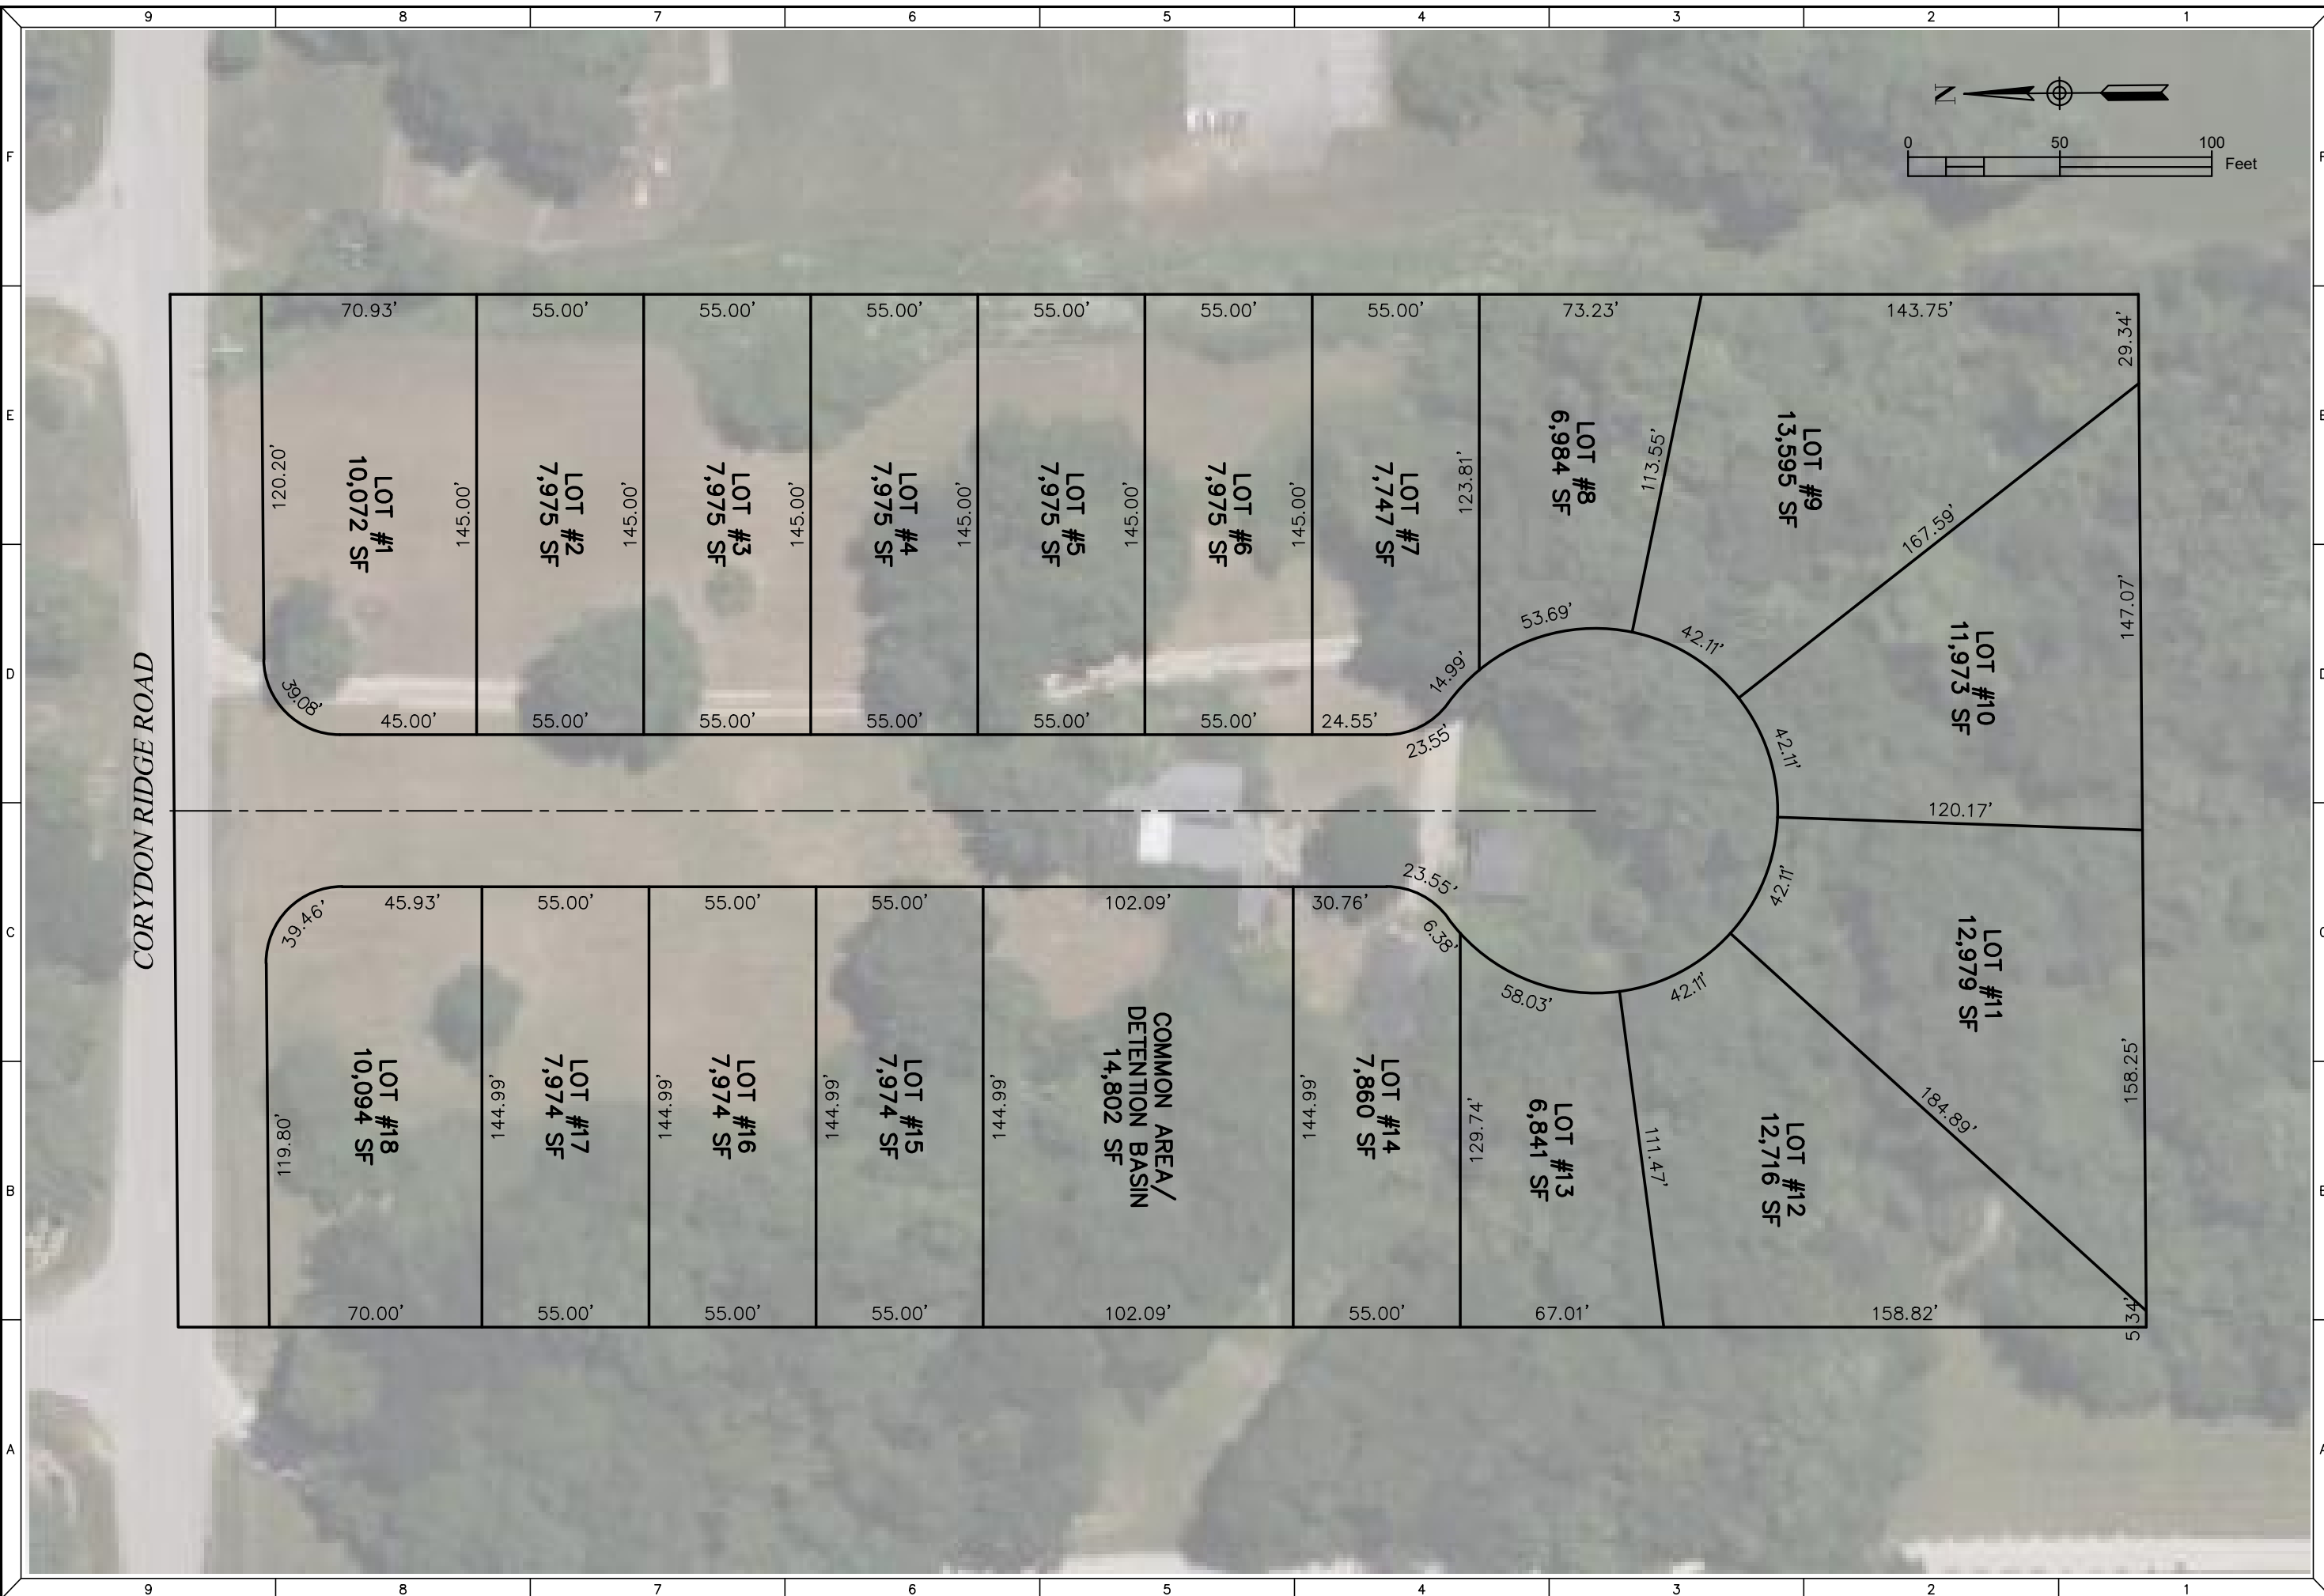 9 8 7 6 5 4 3 2 1
F
E
D
C
B
A
N
0 50 100
Feet
CORYDON RIDGE ROAD
70.93' 55.00' 55.00' 55.00' 55.00' 55.00' 55.00' 73.23' 143.75'
29.34'
LOT #1
10,072 SF
120.20'
145.00'
39.08'
45.00'
LOT #2
7,975 SF
145.00'
55.00'
LOT #3
7,975 SF
145.00'
55.00'
LOT #4
7,975 SF
145.00'
55.00'
LOT #5
7,975 SF
145.00'
55.00'
LOT #6
7,975 SF
145.00'
55.00'
LOT #7
7,747 SF
123.81'
24.55'
23.55'
14.99'
LOT #8
6,984 SF
113.55'
53.69'
LOT #9
13,595 SF
167.59'
42.11'
LOT #10
11,973 SF
147.07'
42.11'
120.17'
LOT #11
12,979 SF
42.11'
158.25'
184.89'
LOT #12
12,716 SF
42.11'
158.82'
5.34'
LOT #13
6,841 SF
111.47'
58.03'
67.01'
LOT #14
7,860 SF
129.74'
30.76'
23.55'
6.38'
55.00'
COMMON AREA/
DETENTION BASIN
14,802 SF
102.09'
144.99'
144.99'
102.09'
LOT #15
7,974 SF
55.00'
144.99'
55.00'
LOT #16
7,974 SF
55.00'
144.99'
55.00'
LOT #17
7,974 SF
55.00'
144.99'
55.00'
LOT #18
10,094 SF
45.93'
39.46'
119.80'
70.00'
F
E
D
C
B
A
9 8 7 6 5 4 3 2 1